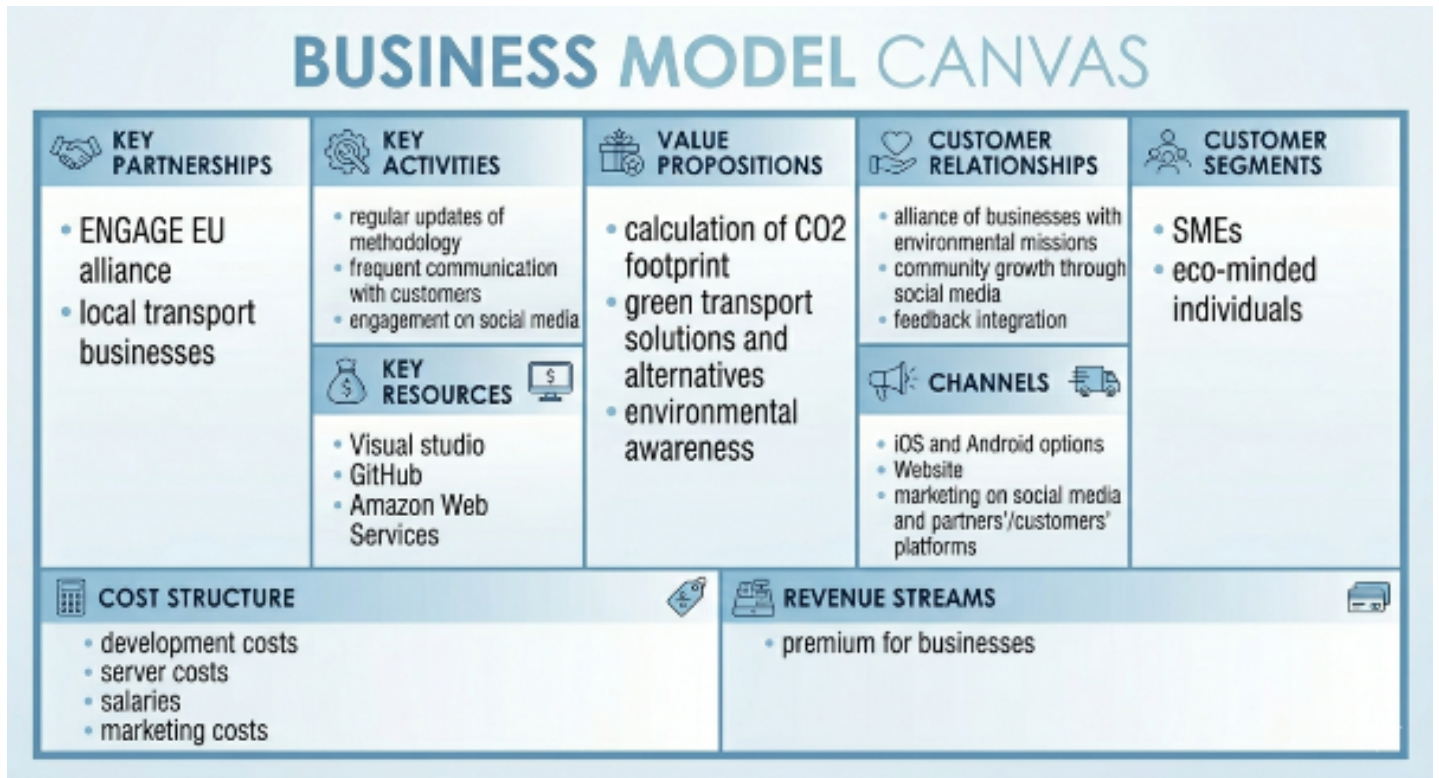 BUSINESS MODEL CANVAS
KEY
PARTNERSHIPS
• ENGAGE EU
alliance
• local transport
businesses
KEY
ACTIVITIES
• regular updates of
methodology
• frequent communication
with customers
• engagement on social media
KEY
RESOURCES
$
$
• Visual studio
• GitHub
• Amazon Web
Services
VALUE
PROPOSITIONS
• calculation of CO2
footprint
• green transport
solutions and
alternatives
• environmental
awareness
CUSTOMER
RELATIONSHIPS
• alliance of businesses with
environmental missions
• community growth through
social media
• feedback integration
CHANNELS
• iOS and Android options
• Website
• marketing on social media
and partners'/customers'
platforms
CUSTOMER
SEGMENTS
• SMEs
• eco-minded
individuals
COST STRUCTURE
• development costs
• server costs
• salaries
• marketing costs
REVENUE STREAMS
• premium for businesses